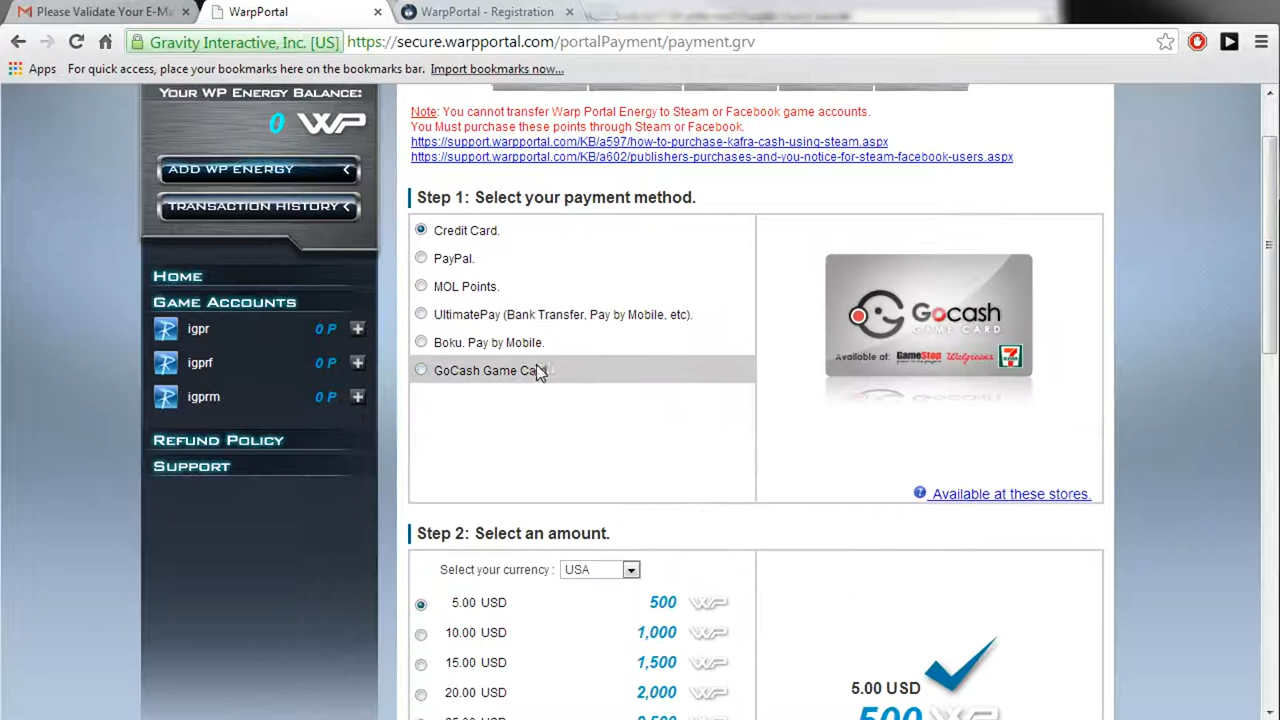 Please Validate Your E-Ma
WarpPortal
WarpPortal - Registration
Gravity Interactive, Inc. [US]
https://secure.warpportal.com/portalPayment/payment.grv
Apps
For quick access, place your bookmarks here on the bookmarks bar.
Import bookmarks now...
YOUR WP ENERGY BALANCE:
0 WP
ADD WP ENERGY
TRANSACTION HISTORY
HOME
GAME ACCOUNTS
igpr 0 P
igprf 0 P
igprm 0 P
REFUND POLICY
SUPPORT
Note: You cannot transfer Warp Portal Energy to Steam or Facebook game accounts.
You Must purchase these points through Steam or Facebook.
https://support.warpportal.com/KB/a597/how-to-purchase-kafra-cash-using-steam.aspx
https://support.warpportal.com/KB/a602/publishers-purchases-and-you-notice-for-steam-facebook-users.aspx
Step 1: Select your payment method.
Credit Card.
PayPal.
MOL Points.
UltimatePay (Bank Transfer, Pay by Mobile, etc).
Boku. Pay by Mobile.
GoCash Game Card
Gocash
GAME CARD
Available at: GameStop Walgreens 7 ELEVEN
Available at these stores.
Step 2: Select an amount.
Select your currency : USA
5.00 USD 500 WP
10.00 USD 1,000 WP
15.00 USD 1,500 WP
20.00 USD 2,000 WP
5.00 USD
500 WP